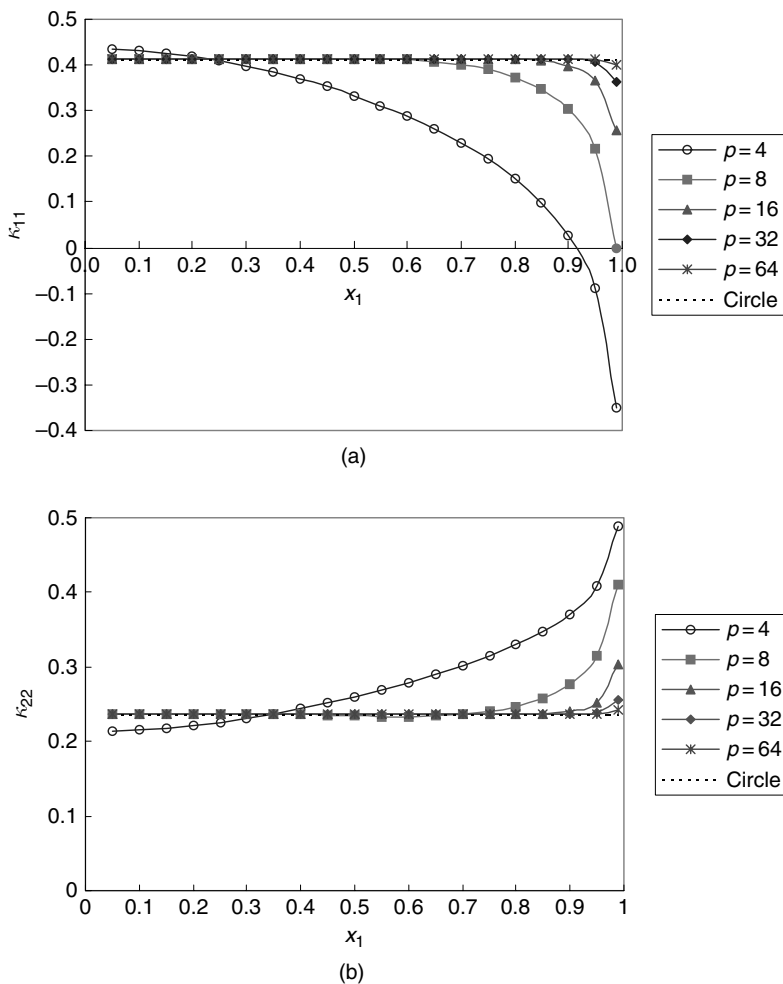 0.5
0.4
0.3
0.2
0.1
0
−0.1
−0.2
−0.3
−0.4
κ11
0.0 0.1 0.2 0.3 0.4 0.5 0.6 0.7 0.8 0.9 1.0
x1
p = 4
p = 8
p = 16
p = 32
p = 64
Circle
(a)
0.5
0.4
0.3
0.2
0.1
0
κ22
0 0.1 0.2 0.3 0.4 0.5 0.6 0.7 0.8 0.9 1
x1
p = 4
p = 8
p = 16
p = 32
p = 64
Circle
(b)